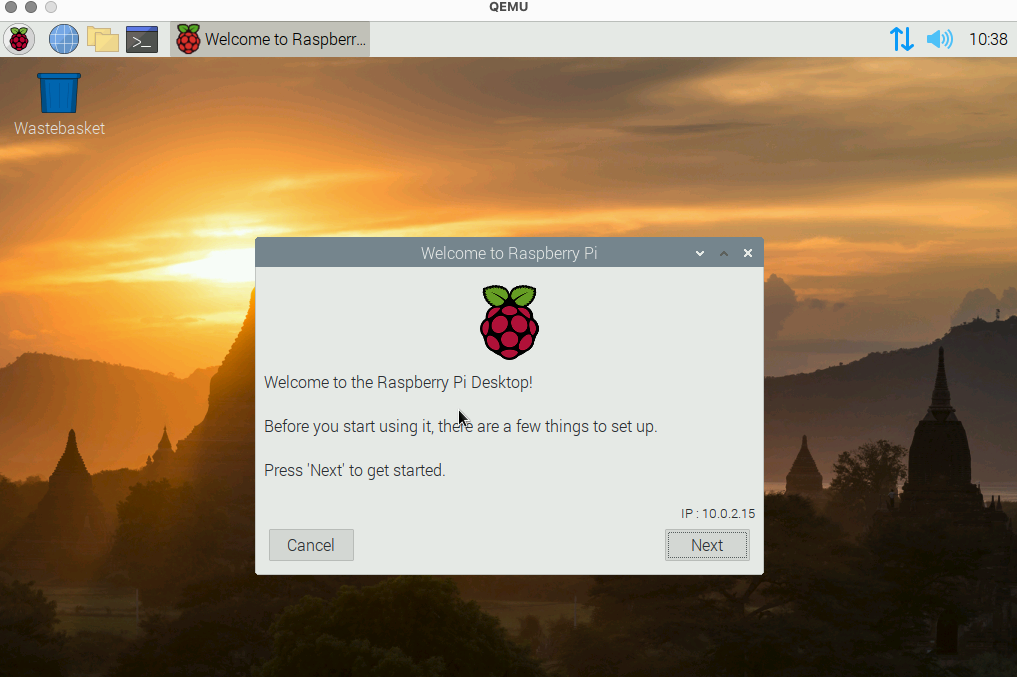 QEMU
Welcome to Raspberr...
10:38
Wastebasket
Welcome to Raspberry Pi
Welcome to the Raspberry Pi Desktop!
Before you start using it, there are a few things to set up.
Press 'Next' to get started.
IP : 10.0.2.15
Cancel
Next